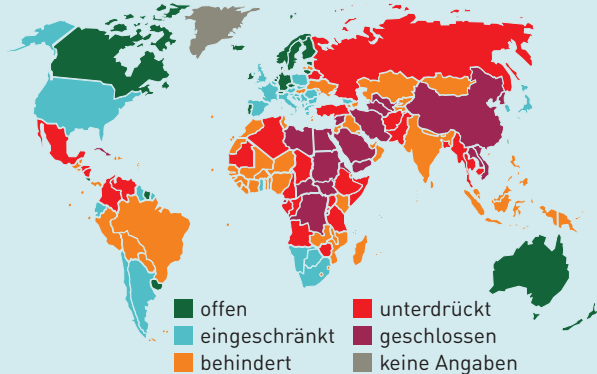 offen
eingeschränkt
behindert
unterdrückt
geschlossen
keine Angaben